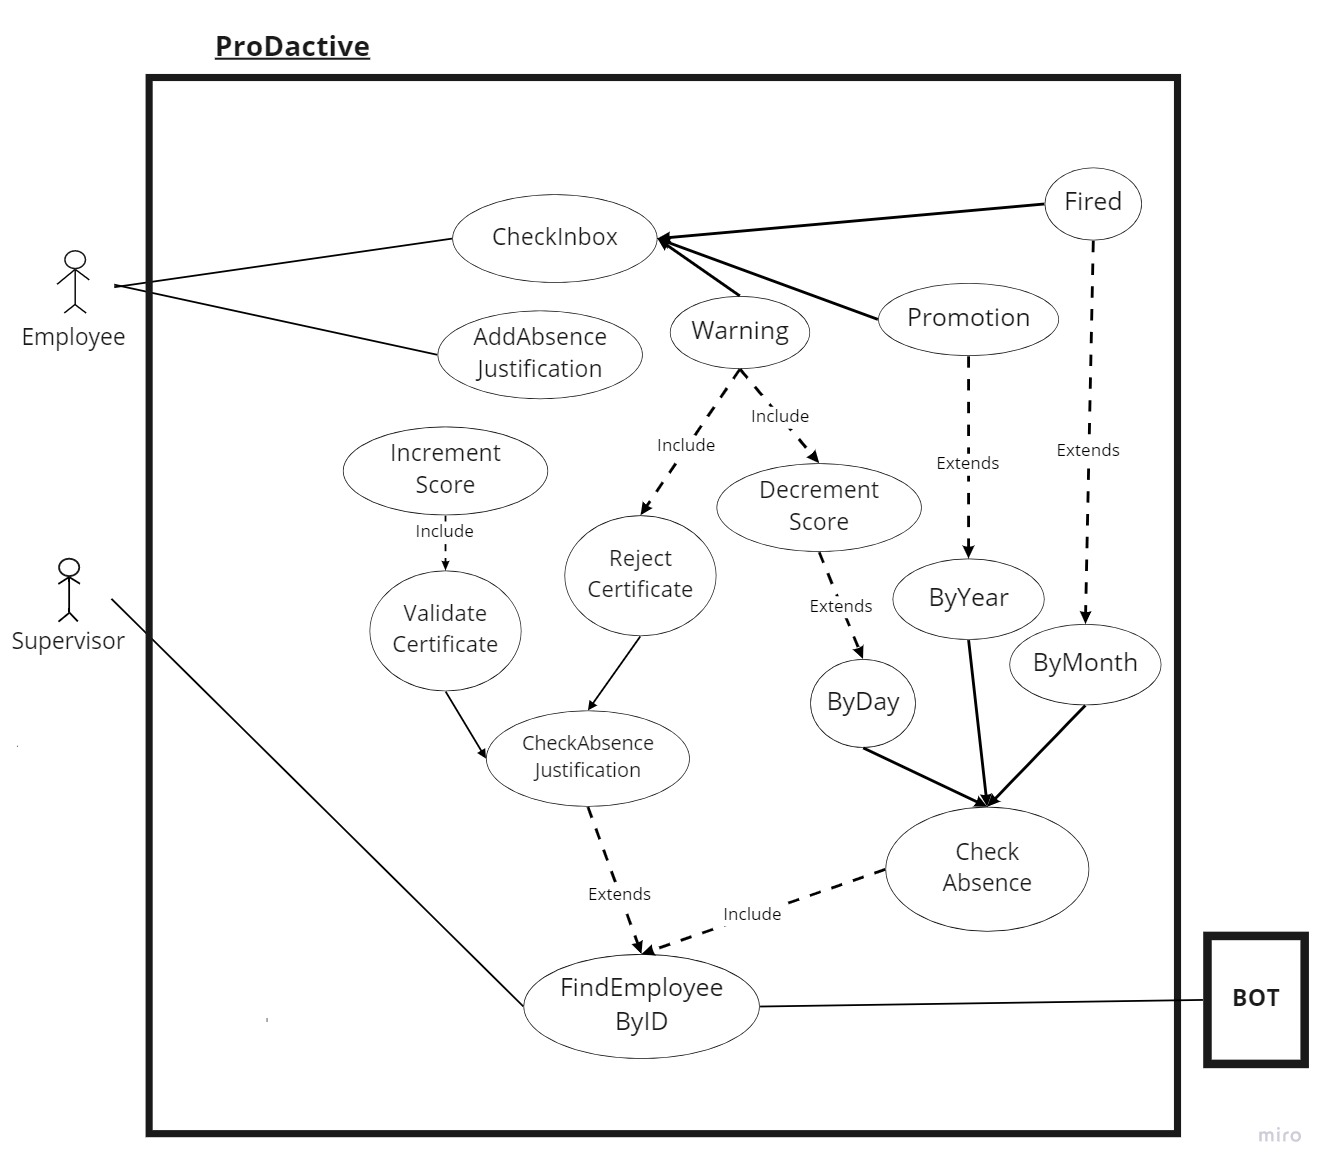 ProDactive
Fired
CheckInbox
Promotion
Warning
Employee
AddAbsence
Justification
Include
Include
Increment
Score
Extends
Extends
Decrement
Score
Include
Reject
Certificate
ByYear
Extends
Validate
Certificate
Supervisor
ByMonth
ByDay
CheckAbsence
Justification
Check
Absence
Extends
Include
FindEmployee
ByID
BOT
miro